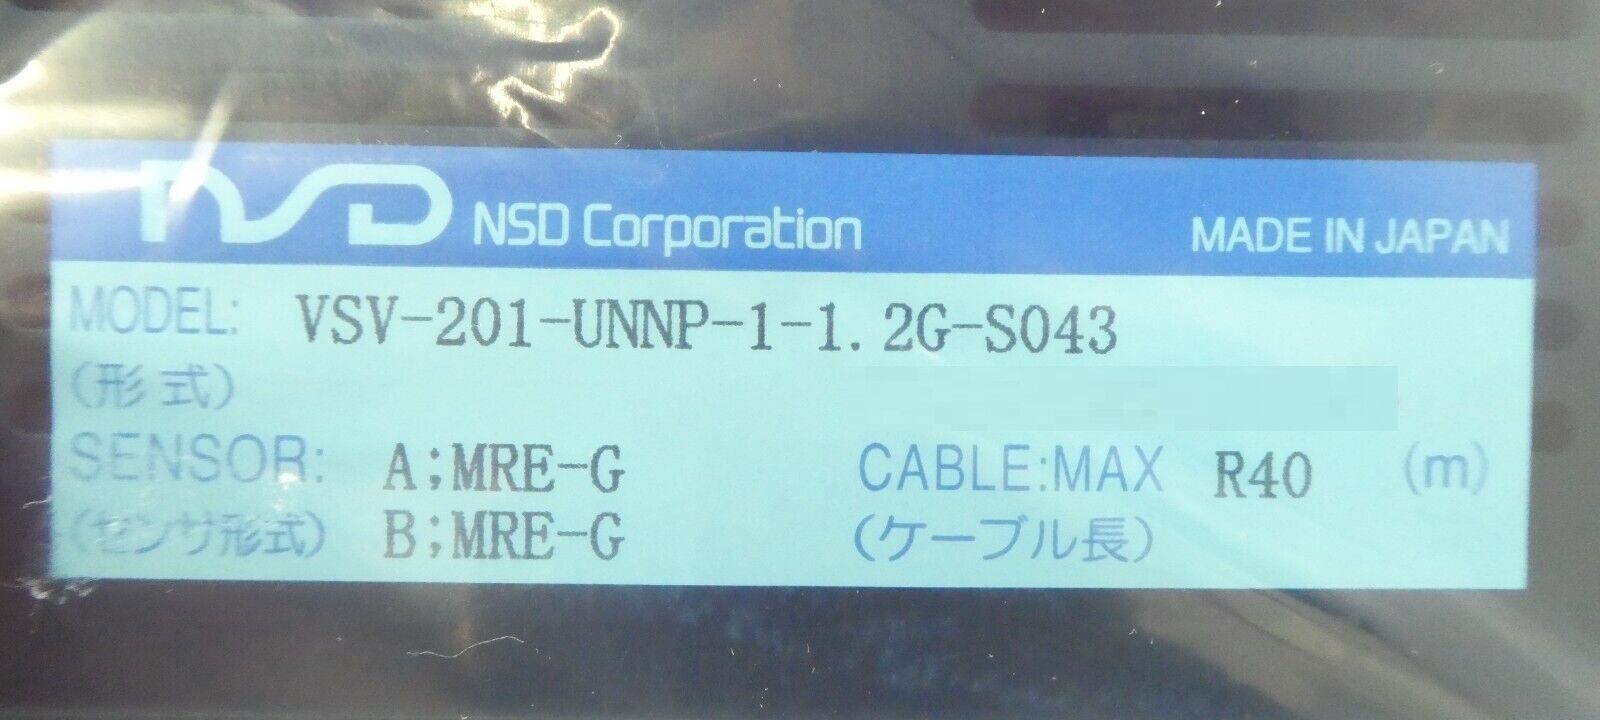 NSD NSD Corporation MADE IN JAPAN
MODEL: VSV-201-UNNP-1-1.2G-S043
(形式)
SENSOR: A;MRE-G CABLE:MAX R40 (m)
(センサ形式) B;MRE-G (ケーブル長)